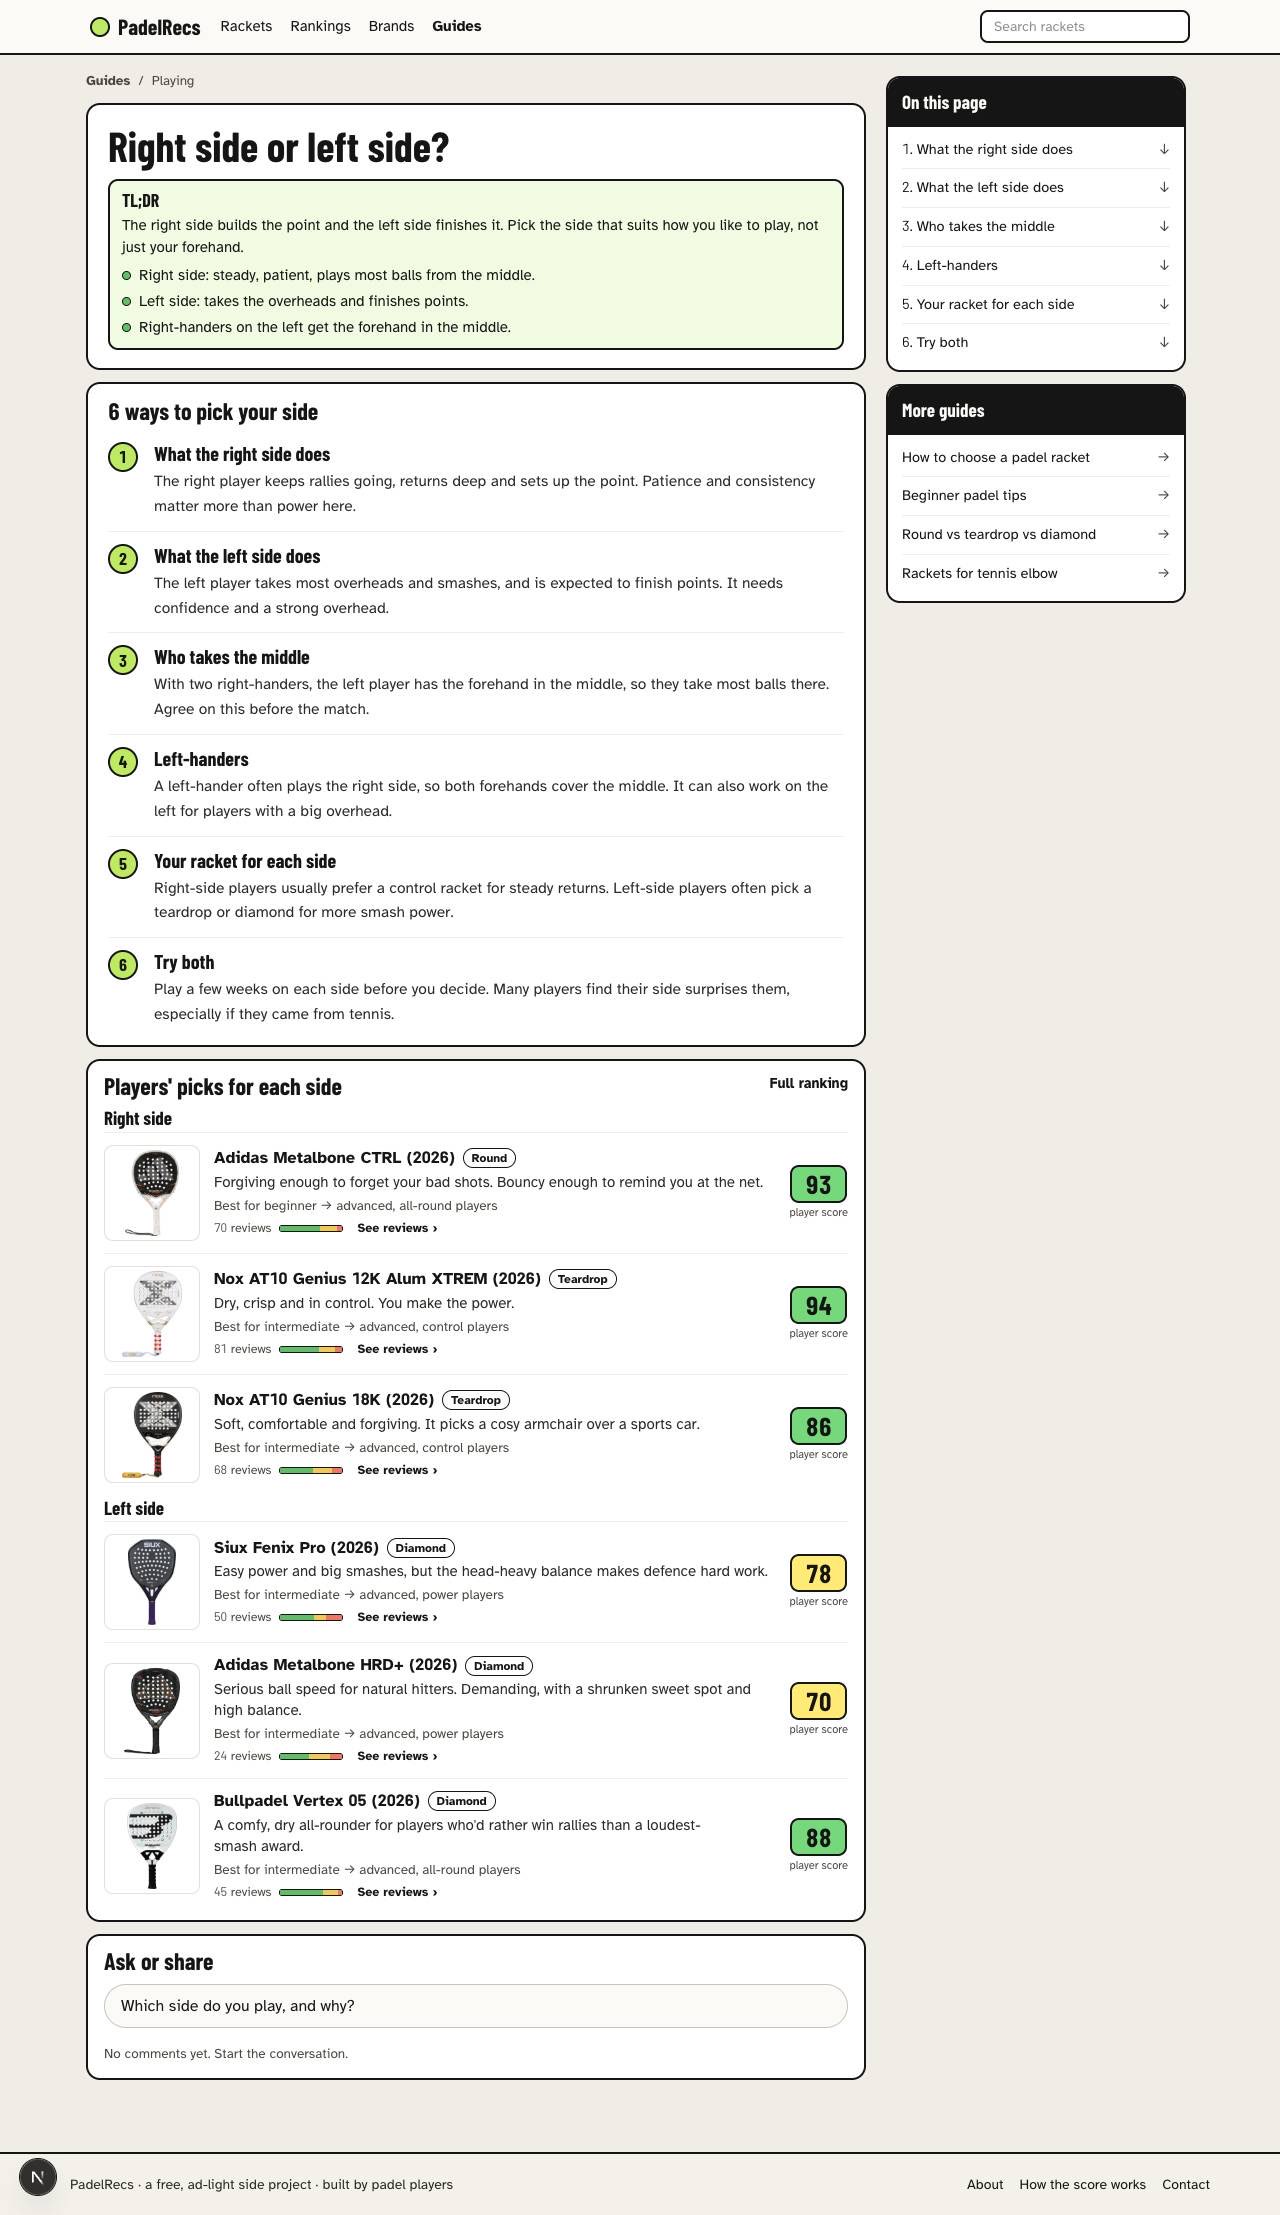 PadelRecs Rackets Rankings Brands Guides Search rackets
Guides / Playing
Right side or left side?
TL;DR
The right side builds the point and the left side finishes it. Pick the side that suits how you like to play, not
just your forehand.
Right side: steady, patient, plays most balls from the middle.
Left side: takes the overheads and finishes points.
Right-handers on the left get the forehand in the middle.
On this page
1. What the right side does ↓
2. What the left side does ↓
3. Who takes the middle ↓
4. Left-handers ↓
5. Your racket for each side ↓
6. Try both ↓
More guides
How to choose a padel racket →
Beginner padel tips →
Round vs teardrop vs diamond →
Rackets for tennis elbow →
6 ways to pick your side
1 What the right side does
The right player keeps rallies going, returns deep and sets up the point. Patience and consistency
matter more than power here.
2 What the left side does
The left player takes most overheads and smashes, and is expected to finish points. It needs
confidence and a strong overhead.
3 Who takes the middle
With two right-handers, the left player has the forehand in the middle, so they take most balls there.
Agree on this before the match.
4 Left-handers
A left-hander often plays the right side, so both forehands cover the middle. It can also work on the
left for players with a big overhead.
5 Your racket for each side
Right-side players usually prefer a control racket for steady returns. Left-side players often pick a
teardrop or diamond for more smash power.
6 Try both
Play a few weeks on each side before you decide. Many players find their side surprises them,
especially if they came from tennis.
Players' picks for each side Full ranking
Right side
Adidas Metalbone CTRL (2026) Round
Forgiving enough to forget your bad shots. Bouncy enough to remind you at the net.
Best for beginner → advanced, all-round players
70 reviews See reviews ›
93
player score
Nox AT10 Genius 12K Alum XTREM (2026) Teardrop
Dry, crisp and in control. You make the power.
Best for intermediate → advanced, control players
81 reviews See reviews ›
94
player score
Nox AT10 Genius 18K (2026) Teardrop
Soft, comfortable and forgiving. It picks a cosy armchair over a sports car.
Best for intermediate → advanced, control players
68 reviews See reviews ›
86
player score
Left side
SIUX
Siux Fenix Pro (2026) Diamond
Easy power and big smashes, but the head-heavy balance makes defence hard work.
Best for intermediate → advanced, power players
50 reviews See reviews ›
78
player score
Adidas Metalbone HRD+ (2026) Diamond
Serious ball speed for natural hitters. Demanding, with a shrunken sweet spot and
high balance.
Best for intermediate → advanced, power players
24 reviews See reviews ›
70
player score
Bullpadel Vertex 05 (2026) Diamond
A comfy, dry all-rounder for players who'd rather win rallies than a loudest-
smash award.
Best for intermediate → advanced, all-round players
45 reviews See reviews ›
88
player score
Ask or share
Which side do you play, and why?
No comments yet. Start the conversation.
N
PadelRecs · a free, ad-light side project · built by padel players About How the score works Contact